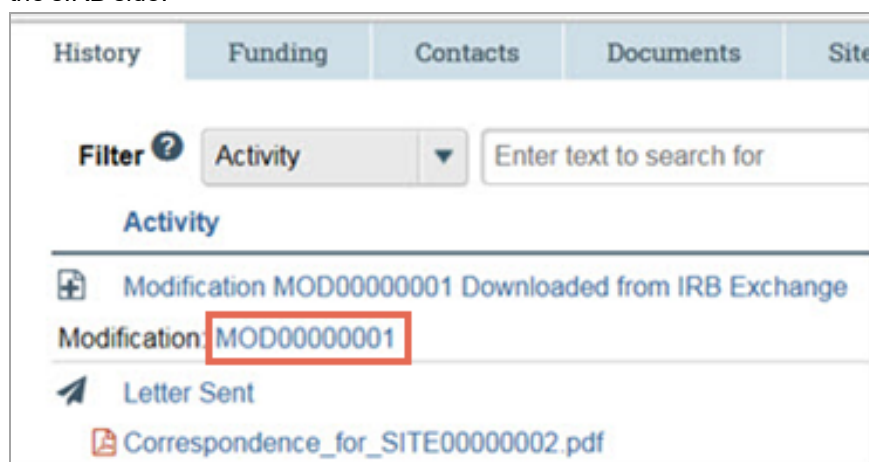 History Funding Contacts Documents Site
Filter ? Activity Enter text to search for
Activity
Modification MOD00000001 Downloaded from IRB Exchange
Modification: MOD00000001
Letter Sent
Correspondence_for_SITE00000002.pdf